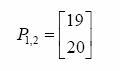 P1,2 = [19
20]